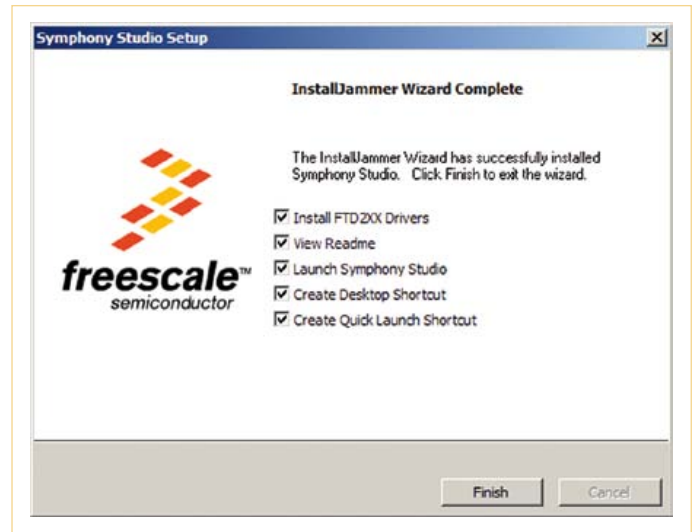 Symphony Studio Setup
InstallJammer Wizard Complete
The InstallJammer Wizard has successfully installed
Symphony Studio. Click Finish to exit the wizard.
Install FTD2XX Drivers
View Readme
Launch Symphony Studio
Create Desktop Shortcut
Create Quick Launch Shortcut
freescale™
semiconductor
Finish
Cancel